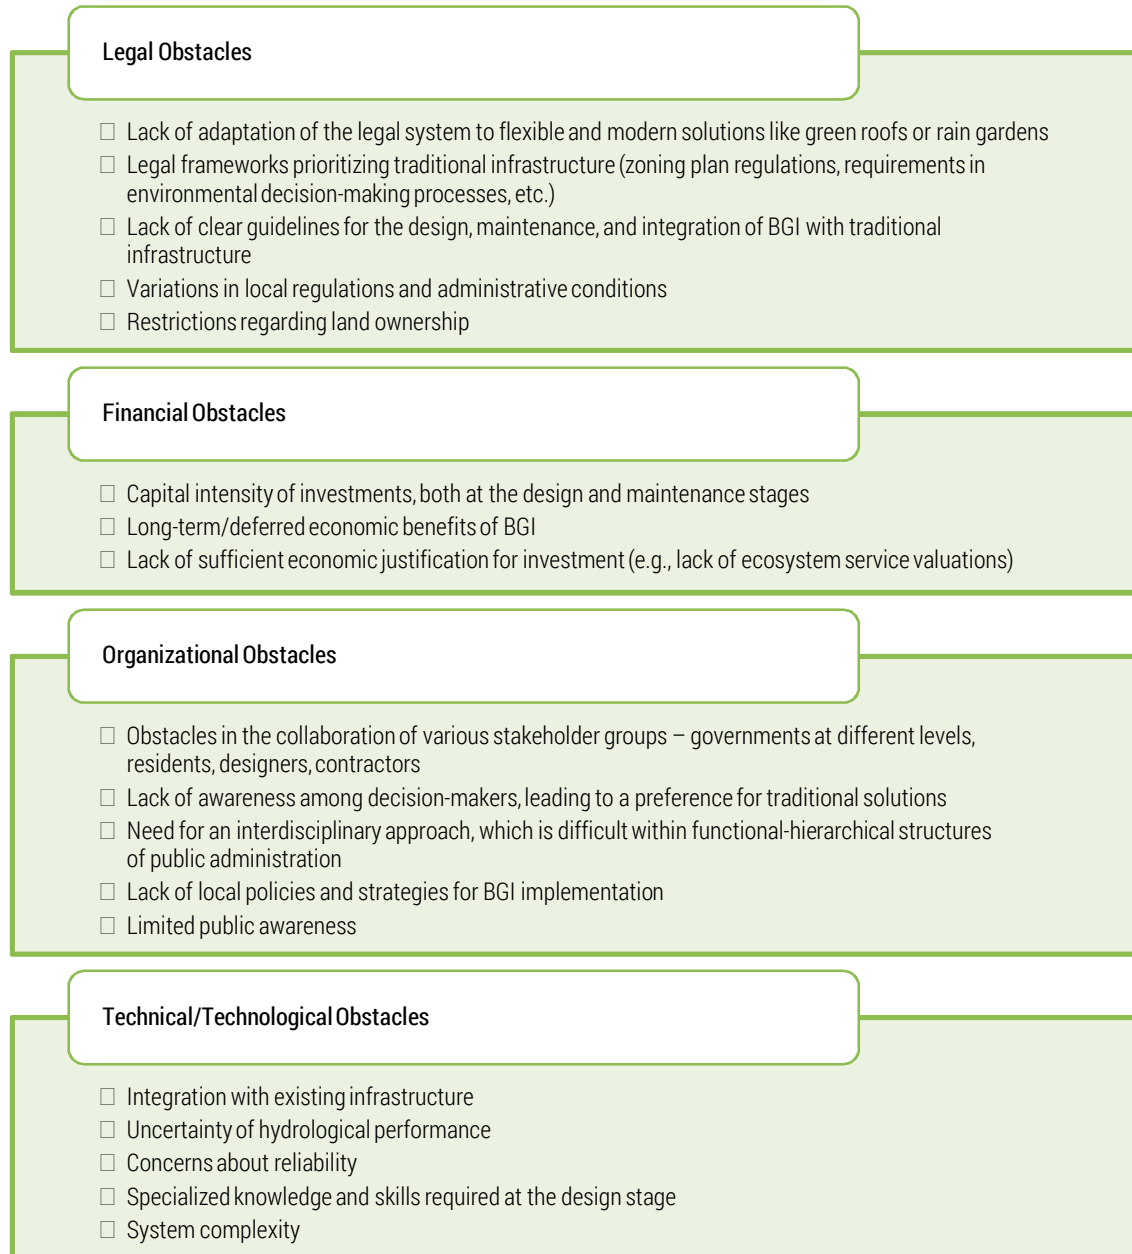 Legal Obstacles
□ Lack of adaptation of the legal system to flexible and modern solutions like green roofs or rain gardens
□ Legal frameworks prioritizing traditional infrastructure (zoning plan regulations, requirements in
environmental decision-making processes, etc.)
□ Lack of clear guidelines for the design, maintenance, and integration of BGI with traditional
infrastructure
□ Variations in local regulations and administrative conditions
□ Restrictions regarding land ownership
Financial Obstacles
□ Capital intensity of investments, both at the design and maintenance stages
□ Long-term/deferred economic benefits of BGI
□ Lack of sufficient economic justification for investment (e.g., lack of ecosystem service valuations)
Organizational Obstacles
□ Obstacles in the collaboration of various stakeholder groups – governments at different levels,
residents, designers, contractors
□ Lack of awareness among decision-makers, leading to a preference for traditional solutions
□ Need for an interdisciplinary approach, which is difficult within functional-hierarchical structures
of public administration
□ Lack of local policies and strategies for BGI implementation
□ Limited public awareness
Technical/Technological Obstacles
□ Integration with existing infrastructure
□ Uncertainty of hydrological performance
□ Concerns about reliability
□ Specialized knowledge and skills required at the design stage
□ System complexity